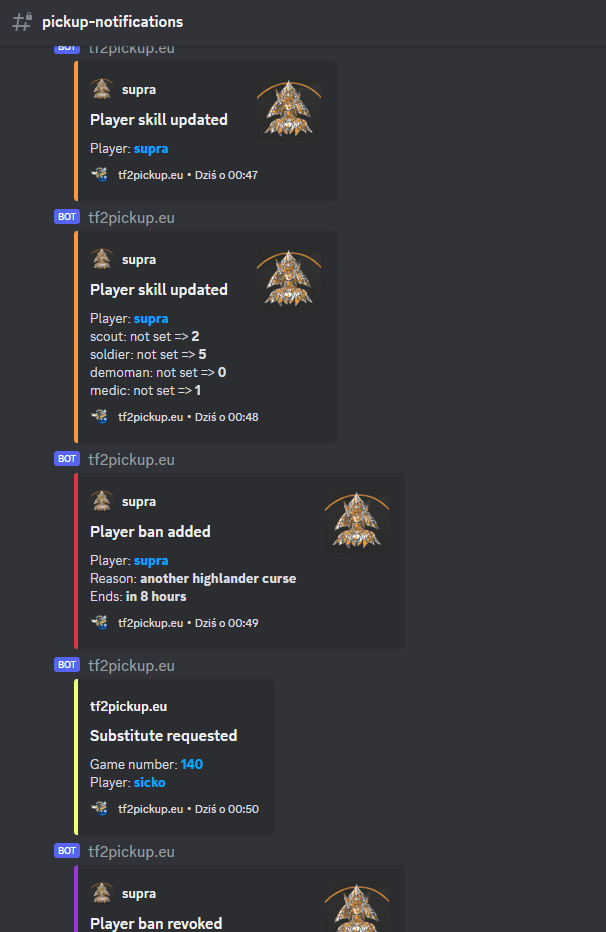 pickup-notifications
BOT tf2pickup.eu
supra
Player skill updated
Player: supra
tf2pickup.eu • Dziś o 00:47
BOT tf2pickup.eu
supra
Player skill updated
Player: supra
scout: not set => 2
soldier: not set => 5
demoman: not set => 0
medic: not set => 1
tf2pickup.eu • Dziś o 00:48
BOT tf2pickup.eu
supra
Player ban added
Player: supra
Reason: another highlander curse
Ends: in 8 hours
tf2pickup.eu • Dziś o 00:49
BOT tf2pickup.eu
tf2pickup.eu
Substitute requested
Game number: 140
Player: sicko
tf2pickup.eu • Dziś o 00:50
BOT tf2pickup.eu
supra
Player ban revoked